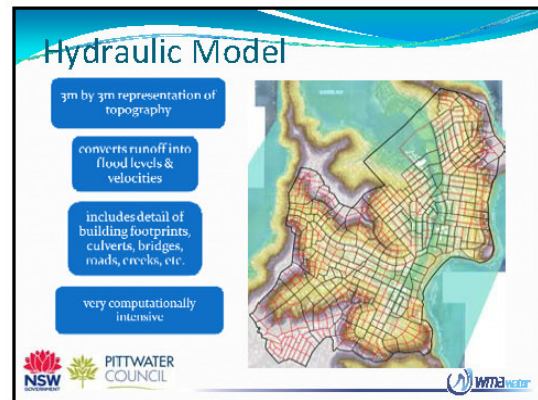 Hydraulic Model
3m by 3m representation of
topography
converts runoff into
flood levels &
velocities
includes detail of
building footprints,
culverts, bridges,
roads, creeks, etc.
very computationally
intensive
NSW
GOVERNMENT
PITTWATER
COUNCIL
wmawater